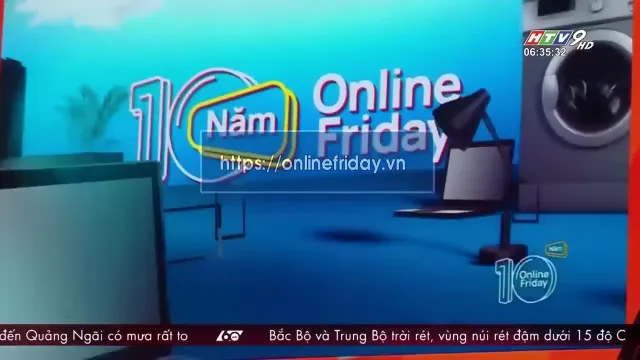 HTV9 HD
06:35:32
10 Năm
Online
Friday
https://onlinefriday.vn
10 Năm
Online
Friday
đến Quảng Ngãi có mưa rất to
60
Bắc Bộ và Trung Bộ trời rét, vùng núi rét đậm dưới 15 độ C